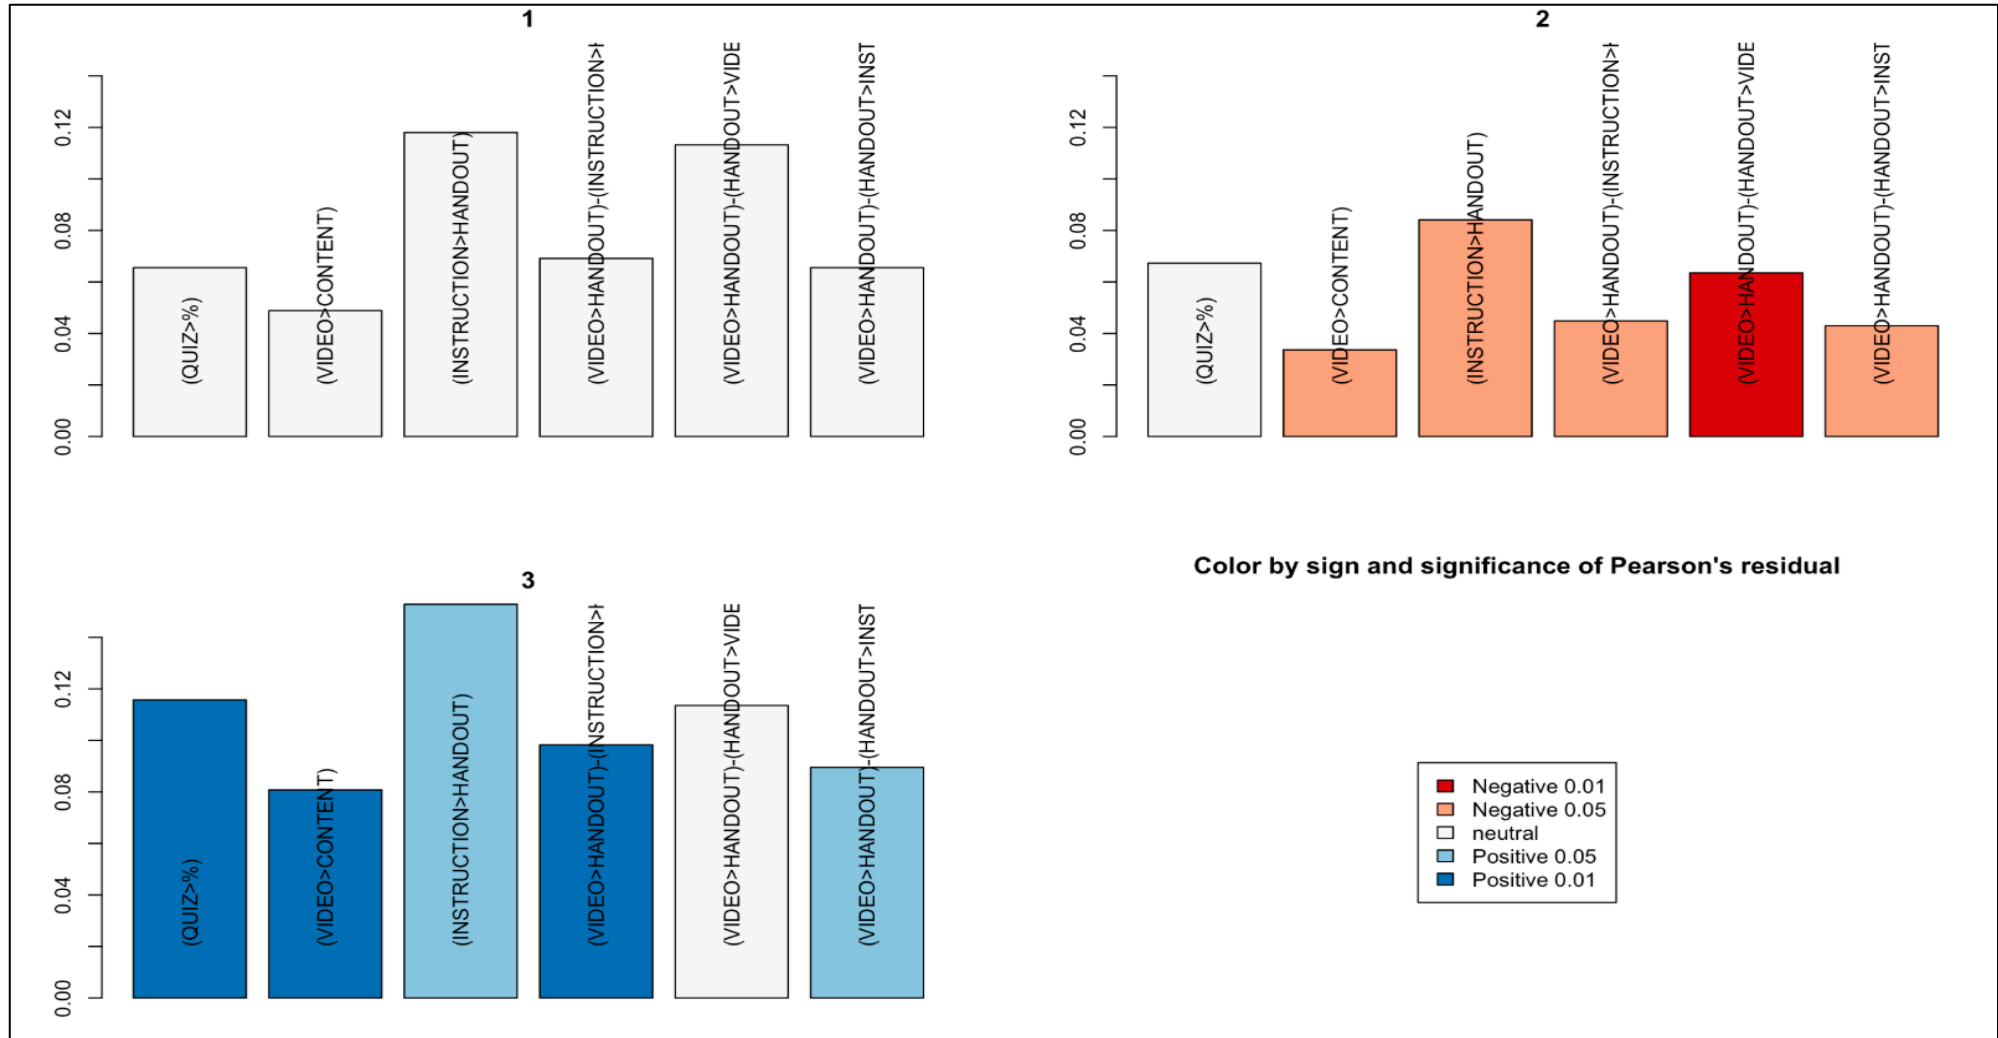 1
0.12
0.08
0.04
0.00
(QUIZ>%)
(VIDEO>CONTENT)
(INSTRUCTION>HANDOUT)
(VIDEO>HANDOUT)-(INSTRUCTION>
(VIDEO>HANDOUT)-(HANDOUT>VIDE
(VIDEO>HANDOUT)-(HANDOUT>INST
2
0.12
0.08
0.04
0.00
(QUIZ>%)
(VIDEO>CONTENT)
(INSTRUCTION>HANDOUT)
(VIDEO>HANDOUT)-(INSTRUCTION>
(VIDEO>HANDOUT)-(HANDOUT>VIDE
(VIDEO>HANDOUT)-(HANDOUT>INST
3
0.12
0.08
0.04
0.00
(QUIZ>%)
(VIDEO>CONTENT)
(INSTRUCTION>HANDOUT)
(VIDEO>HANDOUT)-(INSTRUCTION>
(VIDEO>HANDOUT)-(HANDOUT>VIDE
(VIDEO>HANDOUT)-(HANDOUT>INST
Color by sign and significance of Pearson's residual
Negative 0.01
Negative 0.05
neutral
Positive 0.05
Positive 0.01